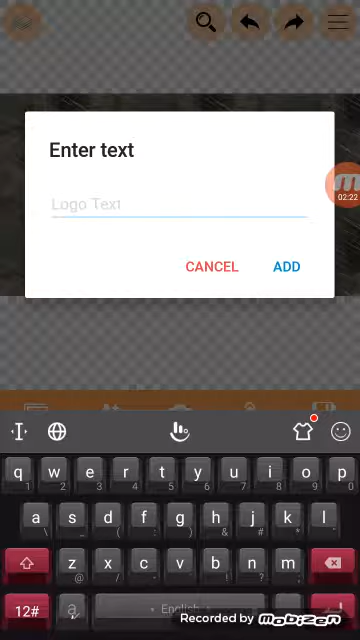 Enter text
02:22
Logo Text
CANCEL ADD
q w e r t y u i o p
1 2 3 4 5 6 7 8 9 0
a s d f g h j k l
\ _ ( : ) & # * "
z x c v b n m
@ / - ' ! ? 
12# a English
Recorded by MOBIZEN